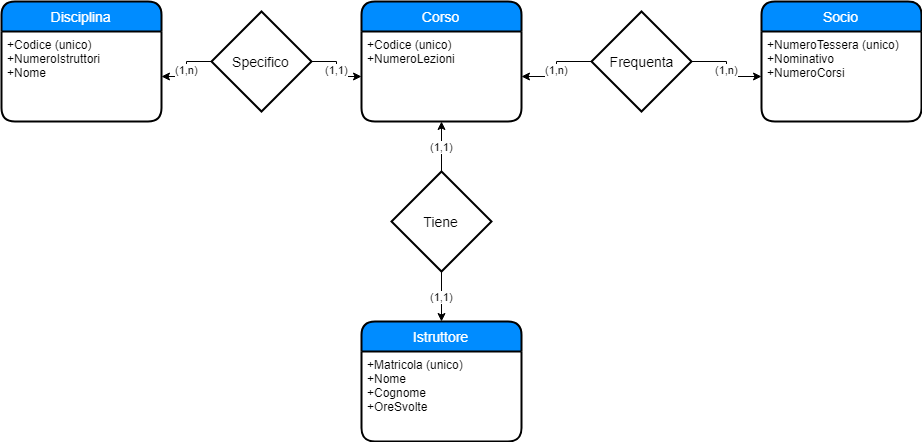 Disciplina
+Codice (unico)
+NumeroIstruttori
+Nome
(1,n)
Specifico
(1,1)
Corso
+Codice (unico)
+NumeroLezioni
(1,n)
Frequenta
(1,n)
Socio
+NumeroTessera (unico)
+Nominativo
+NumeroCorsi
(1,1)
Tiene
(1,1)
Istruttore
+Matricola (unico)
+Nome
+Cognome
+OreSvolte